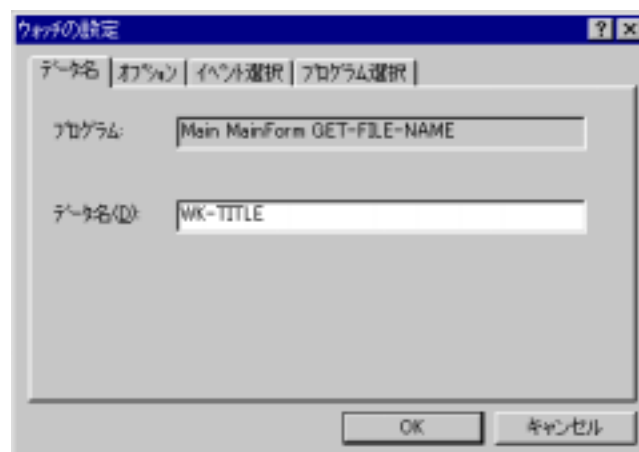 ウォッチの設定
データ名 オプション イベント選択 プログラム選択
プログラム: Main MainForm GET-FILE-NAME
データ名(D): WK-TITLE
OK キャンセル